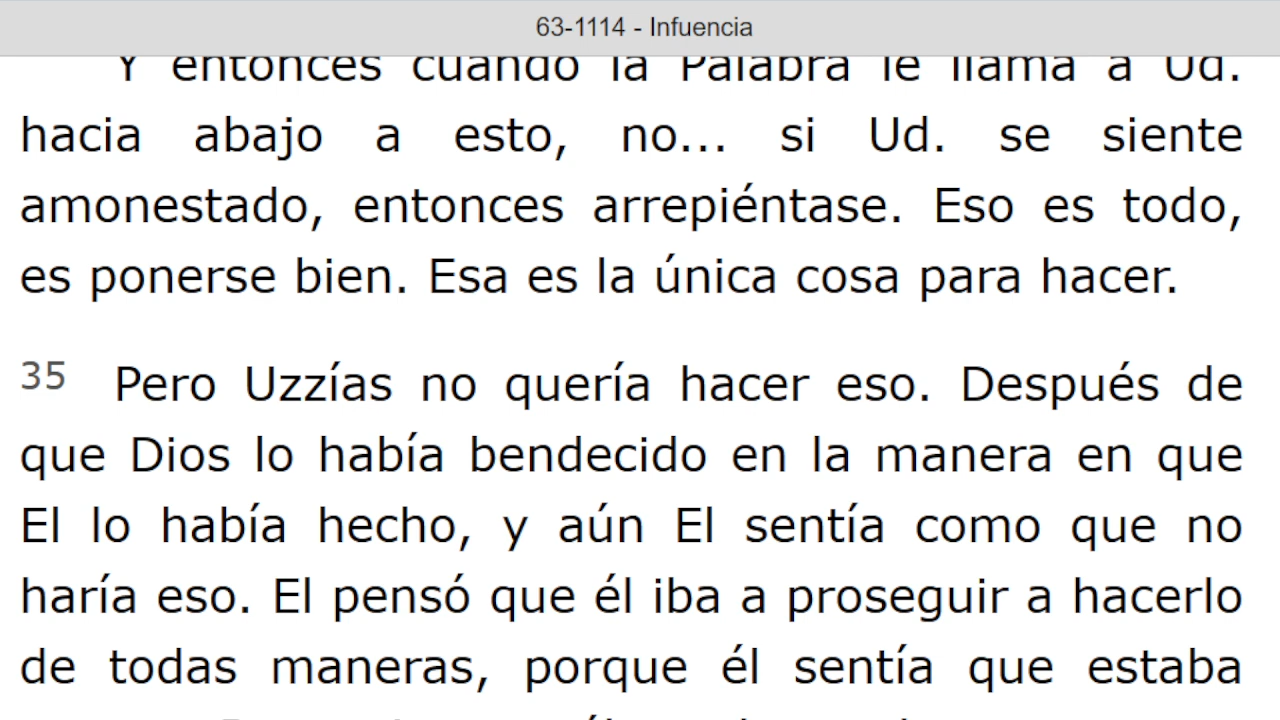 63-1114 - Infuencia
Y entonces cuando la Palabra le llama a Ud.
hacia abajo a esto, no... si Ud. se siente
amonestado, entonces arrepiéntase. Eso es todo,
es ponerse bien. Esa es la única cosa para hacer.
35 Pero Uzzías no quería hacer eso. Después de
que Dios lo había bendecido en la manera en que
El lo había hecho, y aún El sentía como que no
haría eso. El pensó que él iba a proseguir a hacerlo
de todas maneras, porque él sentía que estaba